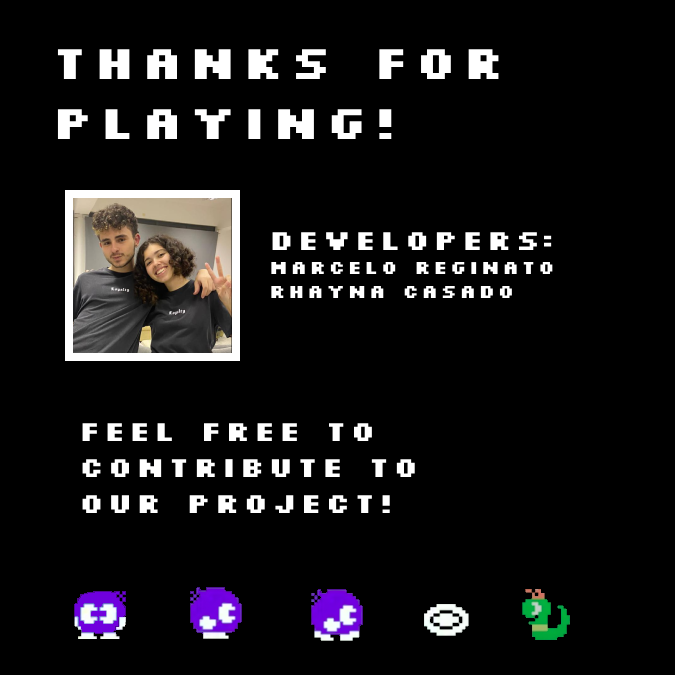 THANKS FOR
PLAYING!
DEVELOPERS:
MARCELO REGINATO
RHAYNA CASADO
FEEL FREE TO
CONTRIBUTE TO
OUR PROJECT!